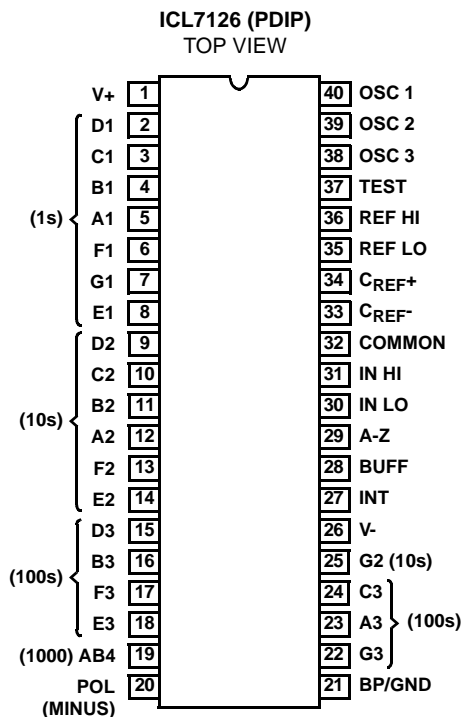 ICL7126 (PDIP)
TOP VIEW
V+ 1 40 OSC 1
D1 2 39 OSC 2
C1 3 38 OSC 3
B1 4 37 TEST
(1s) A1 5 36 REF HI
F1 6 35 REF LO
G1 7 34 CREF+
E1 8 33 CREF-
D2 9 32 COMMON
C2 10 31 IN HI
(10s) B2 11 30 IN LO
A2 12 29 A-Z
F2 13 28 BUFF
E2 14 27 INT
D3 15 26 V-
(100s) B3 16 25 G2 (10s)
F3 17 24 C3
E3 18 23 A3 (100s)
(1000) AB4 19 22 G3
POL 20 21 BP/GND
(MINUS)